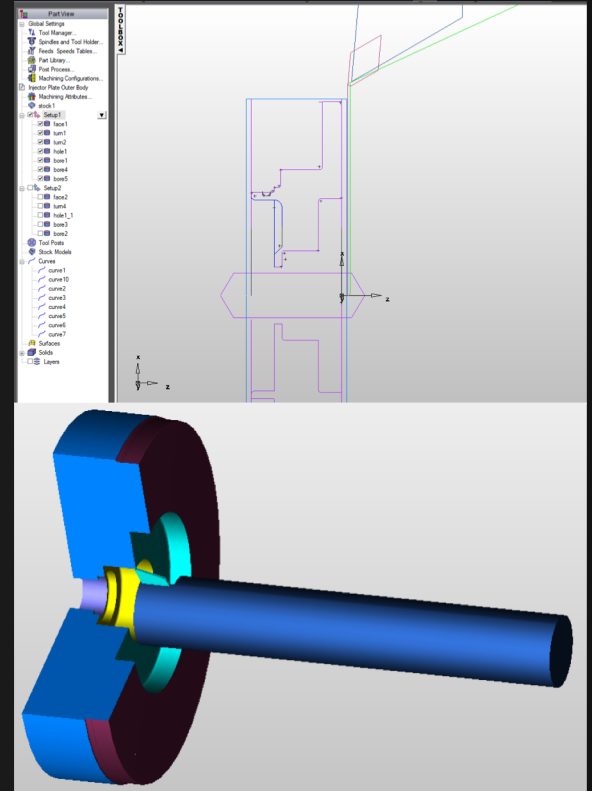 Part View
TOOLBOX
Global Settings
Tool Manager...
Spindles and Tool Holder...
Feeds Speeds Tables...
Part Library...
Post Process...
Machining Configurations...
Injector Plate Outer Body
Machining Attributes...
stock1
Setup1
face1
turn1
turn2
hole1
bore1
bore4
bore5
Setup2
face2
turn4
hole1_1
bore3
bore2
Tool Posts
Stock Models
Curves
curve1
curve10
curve2
curve3
curve4
curve5
curve6
curve7
Surfaces
Solids
Layers
x
y
z
x
y
z